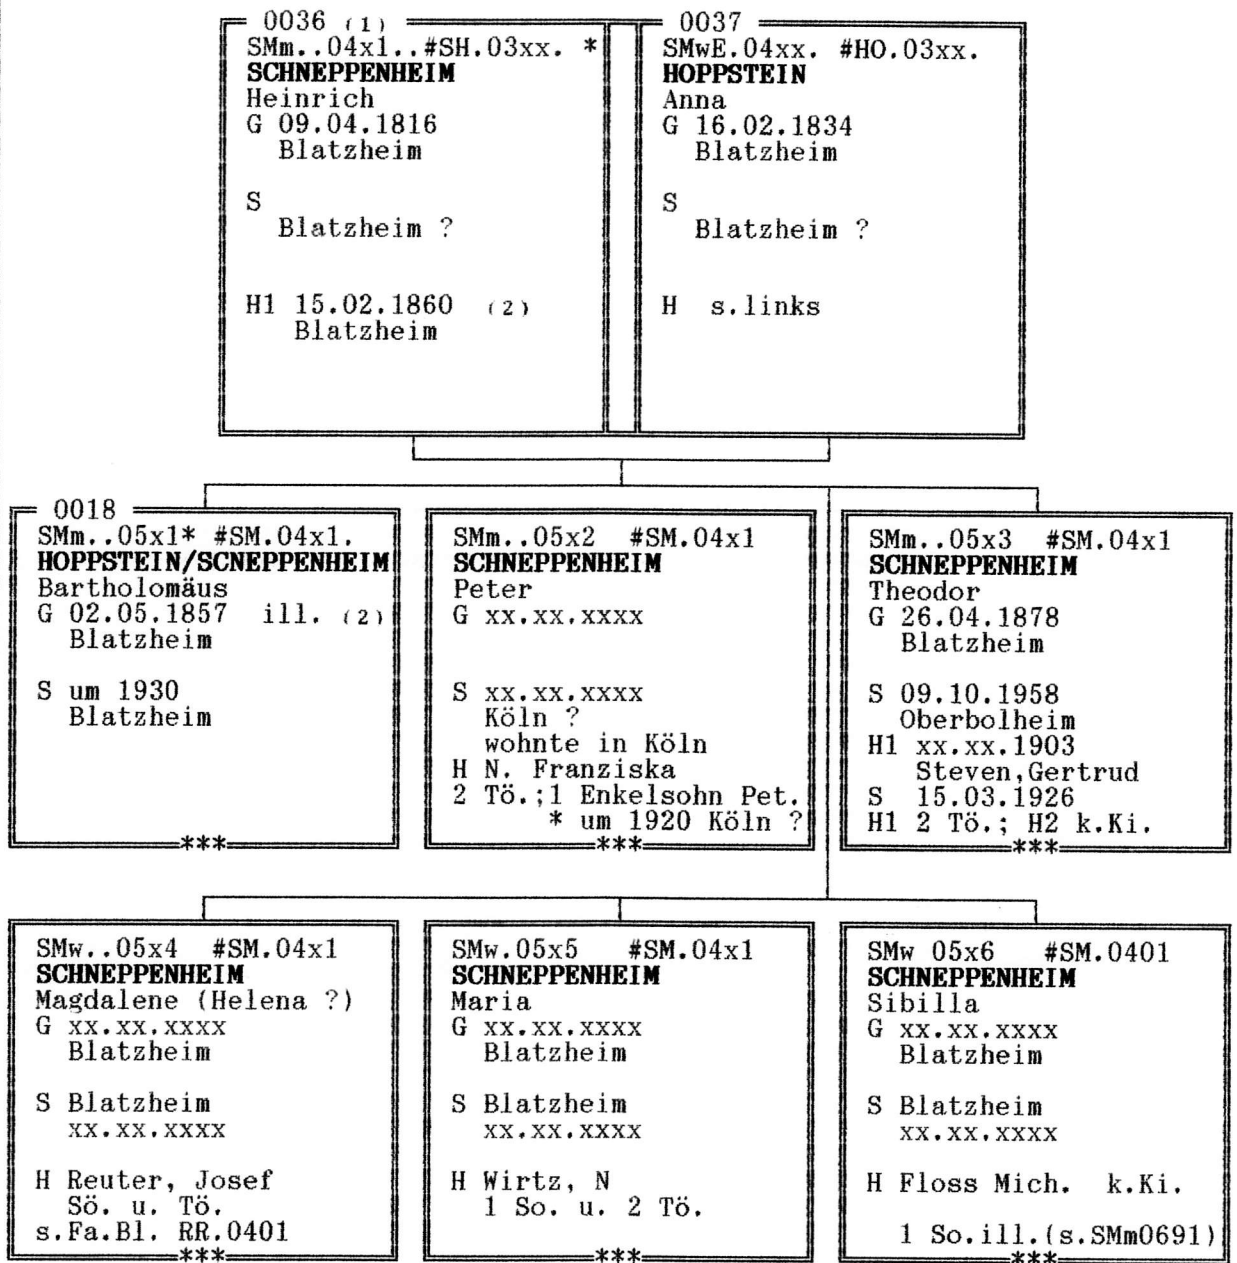 0036 (1)
SMm..04x1..#SH.03xx. *
SCHNEPPENHEIM
Heinrich
G 09.04.1816
Blatzheim
S
Blatzheim ?
H1 15.02.1860 (2)
Blatzheim
0037
SMwE.04xx. #HO.03xx.
HOPPSTEIN
Anna
G 16.02.1834
Blatzheim
S
Blatzheim ?
H s.links
0018
SMm..05x1* #SM.04x1.
HOPPSTEIN/SCNEPPENHEIM
Bartholomäus
G 02.05.1857 ill. (2)
Blatzheim
S um 1930
Blatzheim
***
SMm..05x2 #SM.04x1
SCHNEPPENHEIM
Peter
G xx.xx.xxxx
S xx.xx.xxxx
Köln ?
wohnte in Köln
H N. Franziska
2 Tö.;1 Enkelsohn Pet.
* um 1920 Köln ?
***
SMm..05x3 #SM.04x1
SCHNEPPENHEIM
Theodor
G 26.04.1878
Blatzheim
S 09.10.1958
Oberbolheim
H1 xx.xx.1903
Steven,Gertrud
S 15.03.1926
H1 2 Tö.; H2 k.Ki.
***
SMw..05x4 #SM.04x1
SCHNEPPENHEIM
Magdalene (Helena ?)
G xx.xx.xxxx
Blatzheim
S Blatzheim
xx.xx.xxxx
H Reuter, Josef
Sö. u. Tö.
s.Fa.Bl. RR.0401
***
SMw.05x5 #SM.04x1
SCHNEPPENHEIM
Maria
G xx.xx.xxxx
Blatzheim
S Blatzheim
xx.xx.xxxx
H Wirtz, N
1 So. u. 2 Tö.
***
SMw 05x6 #SM.0401
SCHNEPPENHEIM
Sibilla
G xx.xx.xxxx
Blatzheim
S Blatzheim
xx.xx.xxxx
H Floss Mich. k.Ki.
1 So.ill.(s.SMm0691)
***